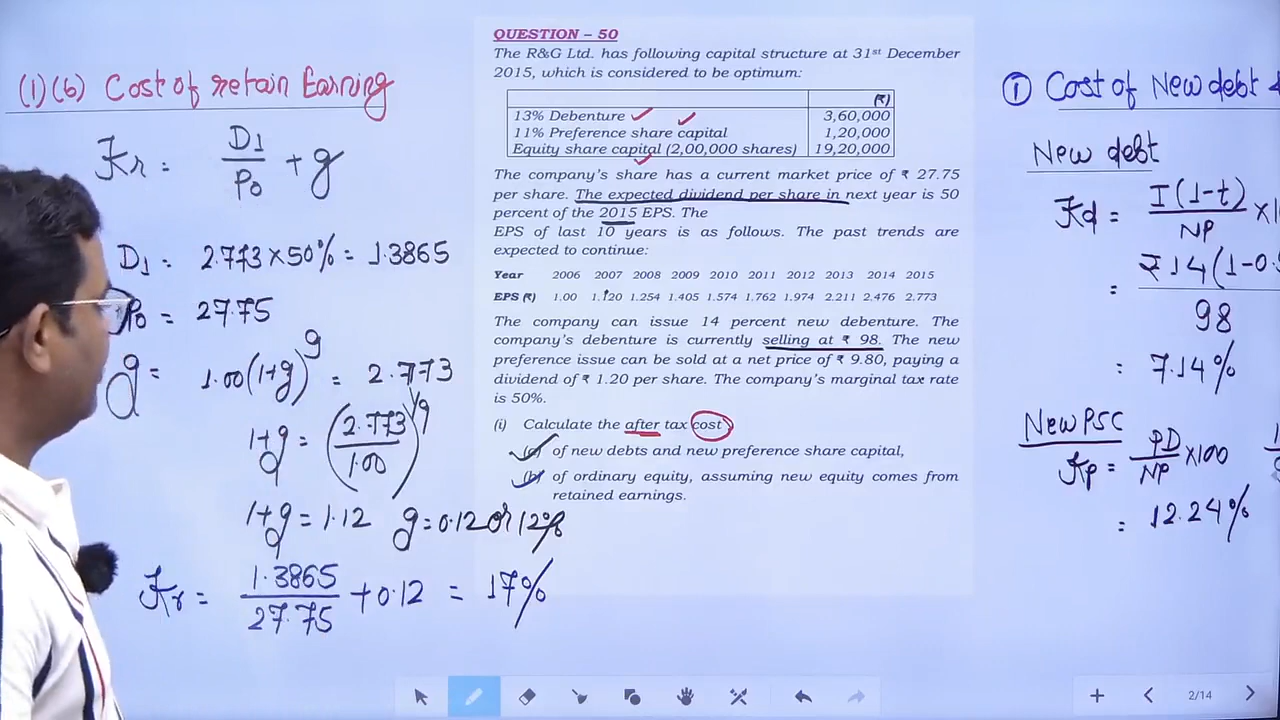 (1)(b) Cost of retain Earning
Kr = D1/P0 + g
D1 = 2.773 × 50% = 1.3865
P0 = 27.75
g = 1.00(1+g)^9 = 2.773
1+g = (2.773/1.00)^1/9
1+g = 1.12 g = 0.12 or 12%
Kr = 1.3865/27.75 + 0.12 = 17%
QUESTION – 50
The R&G Ltd. has following capital structure at 31st December
2015, which is considered to be optimum:
(₹)
13% Debenture 3,60,000
11% Preference share capital 1,20,000
Equity share capital (2,00,000 shares) 19,20,000
The company's share has a current market price of ₹ 27.75
per share. The expected dividend per share in next year is 50
percent of the 2015 EPS. The
EPS of last 10 years is as follows. The past trends are
expected to continue:
Year 2006 2007 2008 2009 2010 2011 2012 2013 2014 2015
EPS (₹) 1.00 1.120 1.254 1.405 1.574 1.762 1.974 2.211 2.476 2.773
The company can issue 14 percent new debenture. The
company's debenture is currently selling at ₹ 98. The new
preference issue can be sold at a net price of ₹ 9.80, paying a
dividend of ₹ 1.20 per share. The company's marginal tax rate
is 50%.
(i) Calculate the after tax cost
(a) of new debts and new preference share capital,
(b) of ordinary equity, assuming new equity comes from
retained earnings.
① Cost of New debt
New debt
Kd = I(1-t)/NP ×1
= ₹14(1-0.
98
= 7.14%
New PSC
Kp = PD/NP ×100
= 12.24%
2/14